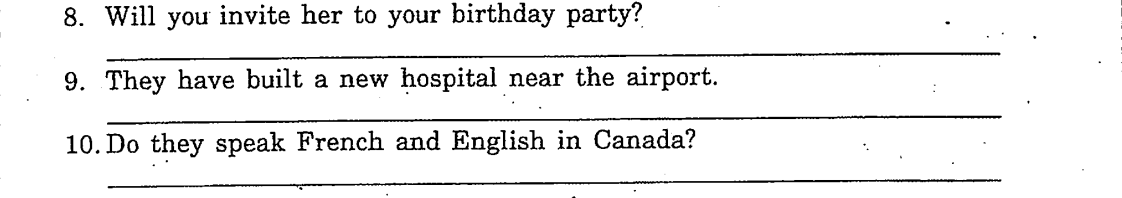 8. Will you invite her to your birthday party?
9. They have built a new hospital near the airport.
10. Do they speak French and English in Canada?